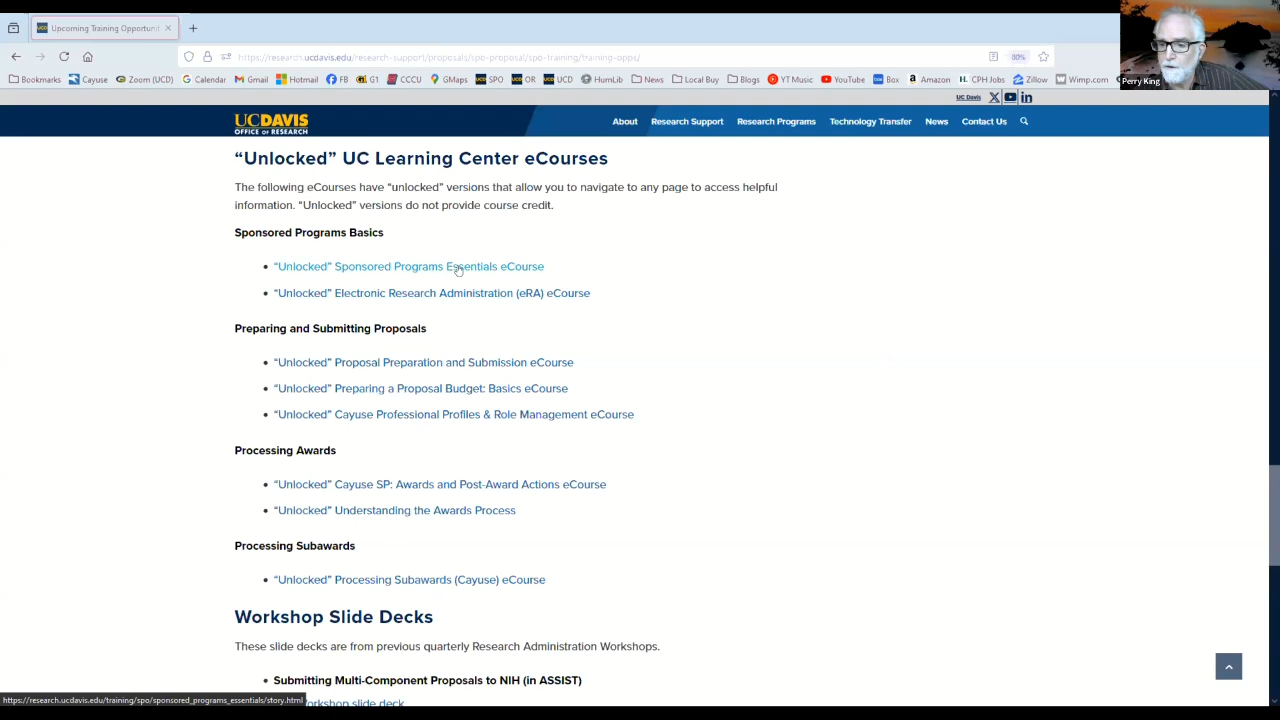 Upcoming Training Opportunit
https://research.ucdavis.edu/research-support/proposals/spo-proposal/spo-training/training-opps/
80%
Bookmarks Cayuse Zoom (UCD) Calendar Gmail Hotmail FB G1 CCCU GMaps SPO OR UCD HumLib News Local Buy Blogs YT Music YouTube Box Amazon CPH Jobs Zillow Wimp.com
Perry King
UC Davis
UCDAVIS
OFFICE OF RESEARCH
About Research Support Research Programs Technology Transfer News Contact Us
“Unlocked” UC Learning Center eCourses
The following eCourses have “unlocked” versions that allow you to navigate to any page to access helpful
information. “Unlocked” versions do not provide course credit.
Sponsored Programs Basics
“Unlocked” Sponsored Programs Essentials eCourse
“Unlocked” Electronic Research Administration (eRA) eCourse
Preparing and Submitting Proposals
“Unlocked” Proposal Preparation and Submission eCourse
“Unlocked” Preparing a Proposal Budget: Basics eCourse
“Unlocked” Cayuse Professional Profiles & Role Management eCourse
Processing Awards
“Unlocked” Cayuse SP: Awards and Post-Award Actions eCourse
“Unlocked” Understanding the Awards Process
Processing Subawards
“Unlocked” Processing Subawards (Cayuse) eCourse
Workshop Slide Decks
These slide decks are from previous quarterly Research Administration Workshops.
Submitting Multi-Component Proposals to NIH (in ASSIST)
https://research.ucdavis.edu/training/spo/sponsored_programs_essentials/story.html
orkshop slide deck